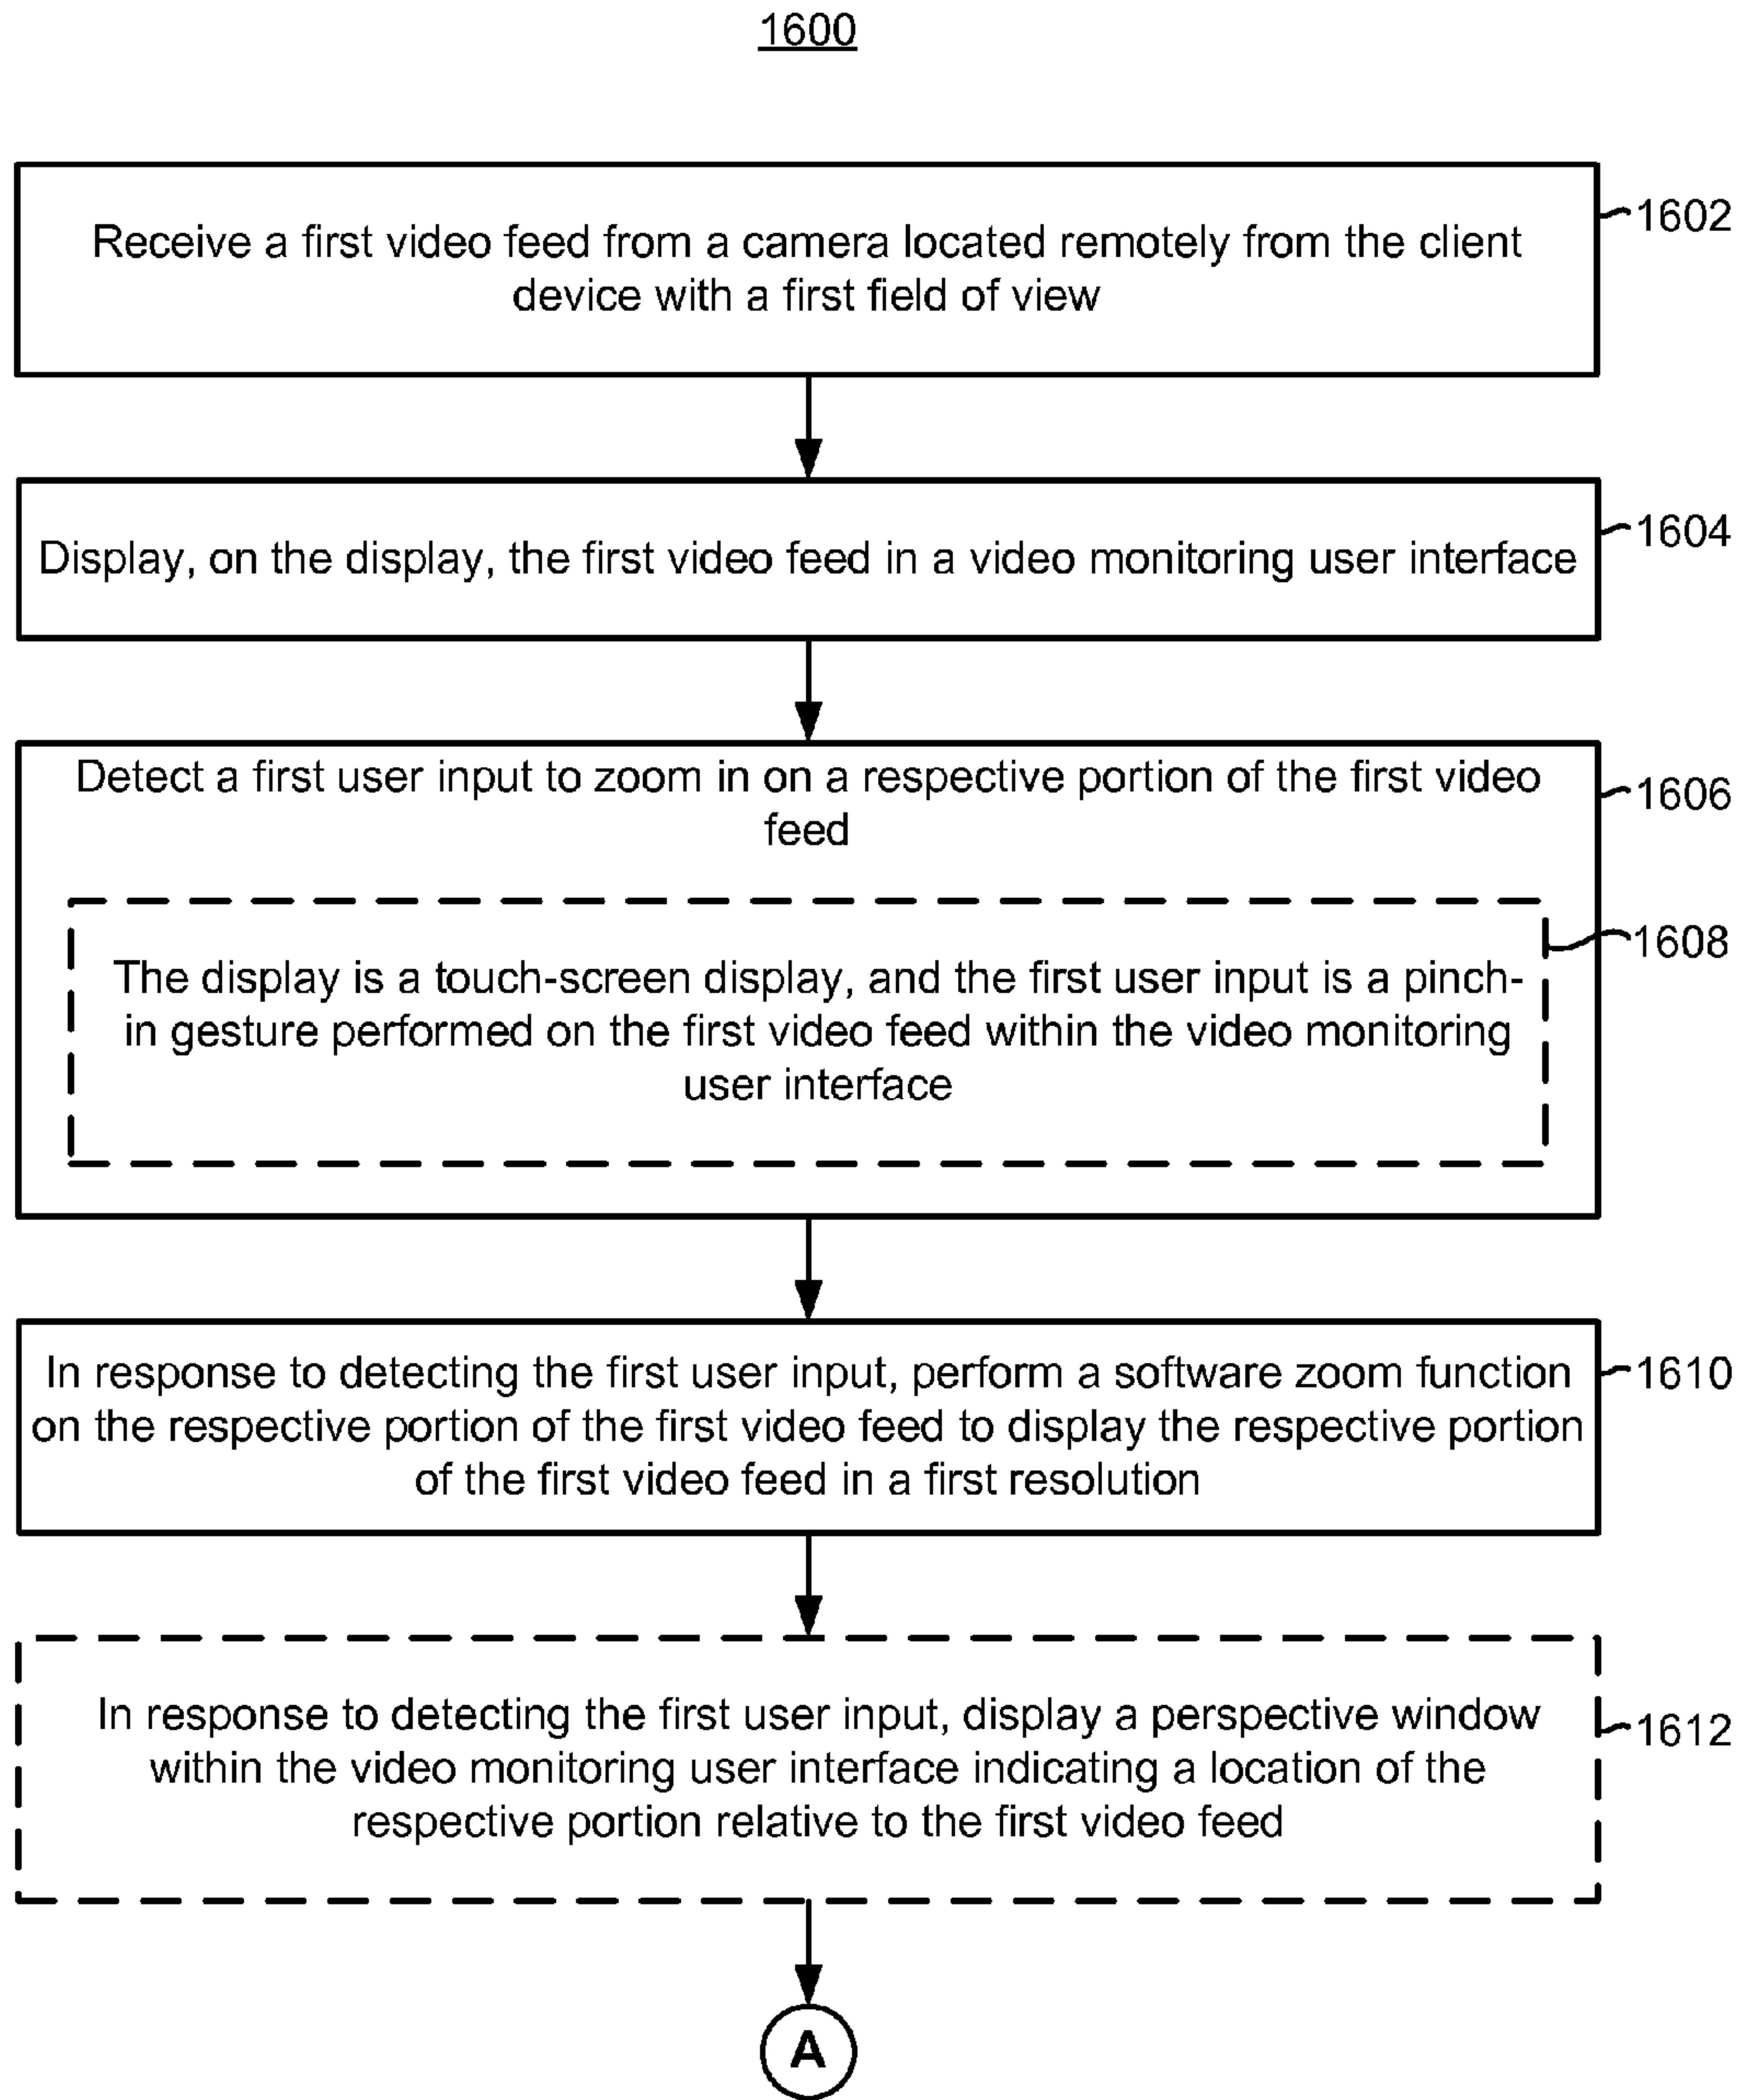 1600
Receive a first video feed from a camera located remotely from the client
device with a first field of view
1602
Display, on the display, the first video feed in a video monitoring user interface
1604
Detect a first user input to zoom in on a respective portion of the first video
feed
1606
The display is a touch-screen display, and the first user input is a pinch-
in gesture performed on the first video feed within the video monitoring
user interface
1608
In response to detecting the first user input, perform a software zoom function
on the respective portion of the first video feed to display the respective portion
of the first video feed in a first resolution
1610
In response to detecting the first user input, display a perspective window
within the video monitoring user interface indicating a location of the
respective portion relative to the first video feed
1612
A